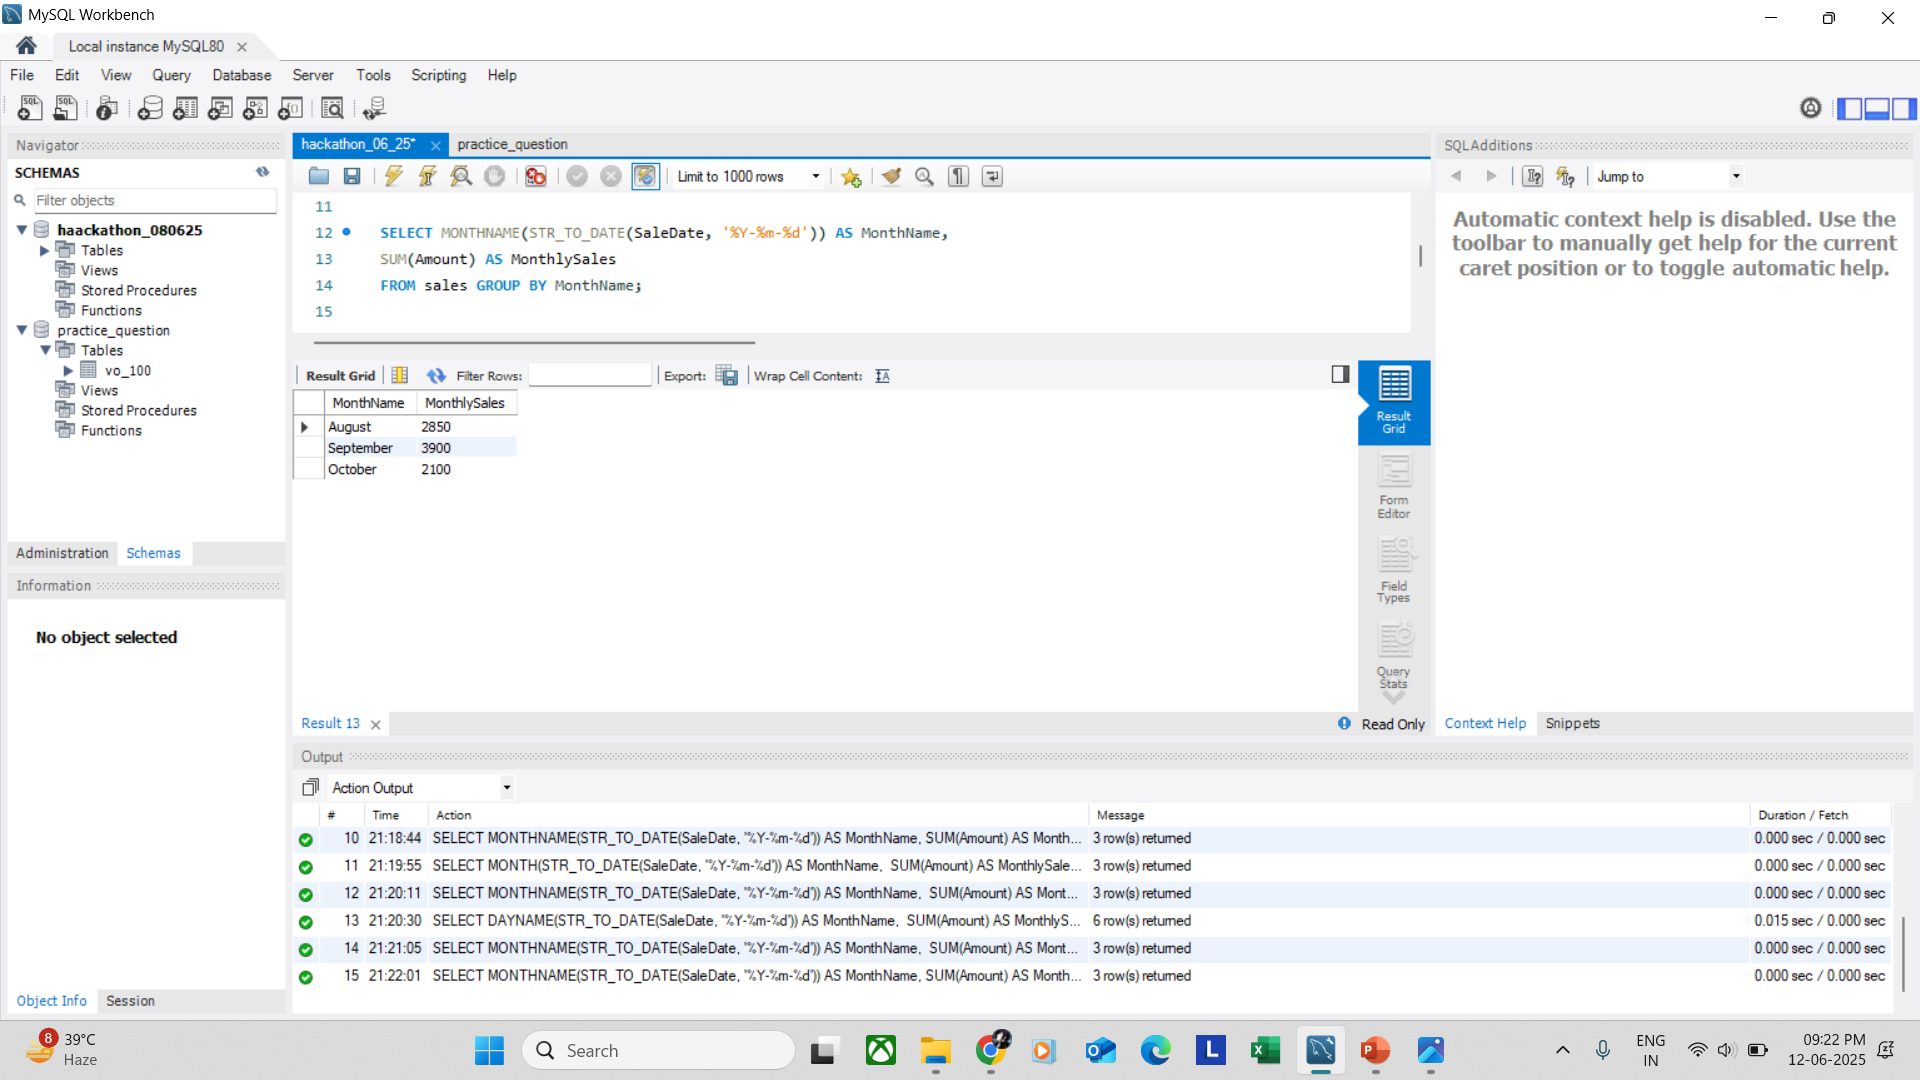 MySQL Workbench
Local instance MySQL80
File Edit View Query Database Server Tools Scripting Help
Navigator
SCHEMAS
Filter objects
haackathon_080625
Tables
Views
Stored Procedures
Functions
practice_question
Tables
vo_100
Views
Stored Procedures
Functions
Administration Schemas
Information
No object selected
Object Info Session
hackathon_06_25* practice_question
Limit to 1000 rows
11
12 SELECT MONTHNAME(STR_TO_DATE(SaleDate, '%Y-%m-%d')) AS MonthName,
13 SUM(Amount) AS MonthlySales
14 FROM sales GROUP BY MonthName;
15
Result Grid Filter Rows: Export: Wrap Cell Content:
MonthName MonthlySales
August 2850
September 3900
October 2100
Result Grid
Form Editor
Field Types
Query Stats
Result 13
Read Only
SQLAdditions
Jump to
Automatic context help is disabled. Use the
toolbar to manually get help for the current
caret position or to toggle automatic help.
Context Help Snippets
Output
Action Output
# Time Action Message Duration / Fetch
10 21:18:44 SELECT MONTHNAME(STR_TO_DATE(SaleDate, '%Y-%m-%d')) AS MonthName, SUM(Amount) AS Month... 3 row(s) returned 0.000 sec / 0.000 sec
11 21:19:55 SELECT MONTH(STR_TO_DATE(SaleDate, '%Y-%m-%d')) AS MonthName, SUM(Amount) AS MonthlySale... 3 row(s) returned 0.000 sec / 0.000 sec
12 21:20:11 SELECT MONTHNAME(STR_TO_DATE(SaleDate, '%Y-%m-%d')) AS MonthName, SUM(Amount) AS Mont... 3 row(s) returned 0.000 sec / 0.000 sec
13 21:20:30 SELECT DAYNAME(STR_TO_DATE(SaleDate, '%Y-%m-%d')) AS MonthName, SUM(Amount) AS MonthlyS... 6 row(s) returned 0.015 sec / 0.000 sec
14 21:21:05 SELECT MONTHNAME(STR_TO_DATE(SaleDate, '%Y-%m-%d')) AS MonthName, SUM(Amount) AS Mont... 3 row(s) returned 0.000 sec / 0.000 sec
15 21:22:01 SELECT MONTHNAME(STR_TO_DATE(SaleDate, '%Y-%m-%d')) AS MonthName, SUM(Amount) AS Month... 3 row(s) returned 0.000 sec / 0.000 sec
8
39°C
Haze
Search
L
ENG
IN
09:22 PM
12-06-2025